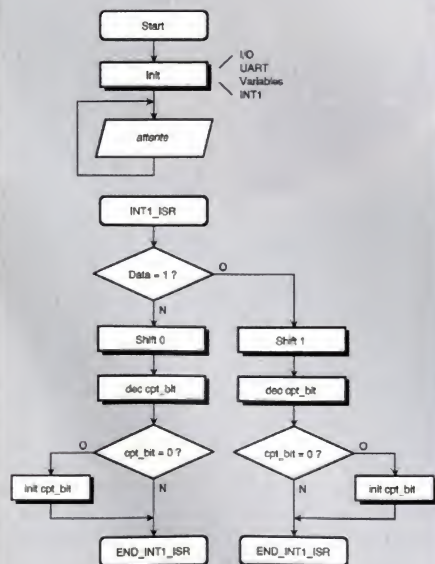 Start
Init
I/O
UART
Variables
INT1
attente
INT1_ISR
Data = 1 ?
O
N
Shift 0
Shift 1
dec cpt_bit
dec cpt_bit
cpt_bit = 0 ?
O
N
cpt_bit = 0 ?
O
N
init cpt_bit
init cpt_bit
END_INT1_ISR
END_INT1_ISR